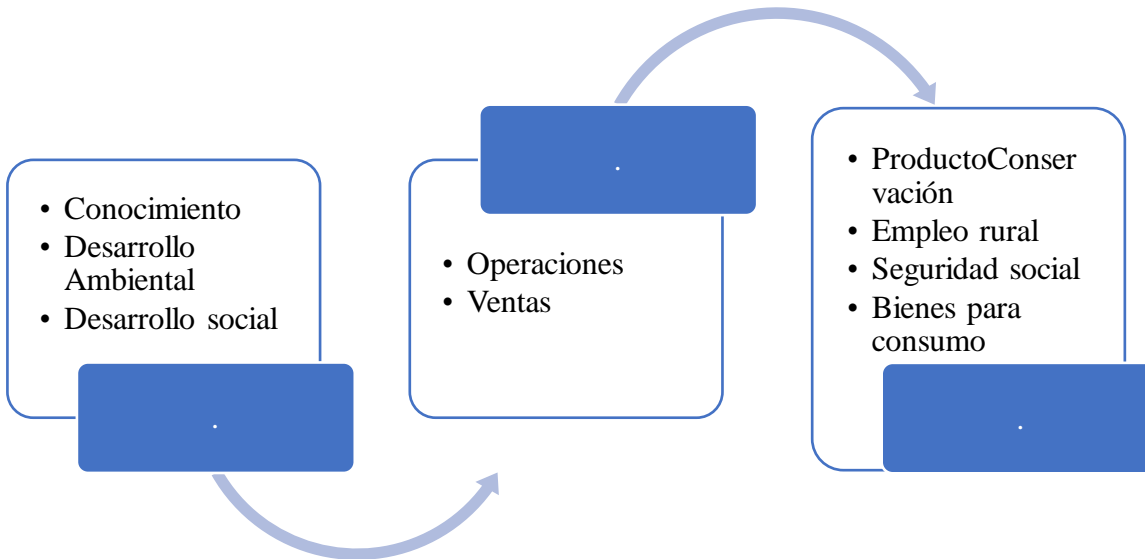 • Conocimiento
• Desarrollo
Ambiental
• Desarrollo social
.
.
• Operaciones
• Ventas
• ProductoConser
vación
• Empleo rural
• Seguridad social
• Bienes para
consumo
.